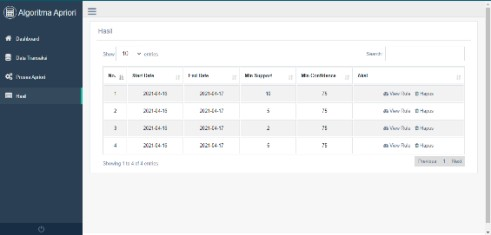 Algoritma Apriori
Dashboard
Data Transaksi
Proses Apriori
Hasil
Hasil
Show 10 entries
Search:
No. Start Date End Date Min Support Min Confidence Aksi
1 2021-04-16 2021-04-17 10 75 View Rule Hapus
2 2021-04-16 2021-04-17 5 75 View Rule Hapus
3 2021-04-16 2021-04-17 2 75 View Rule Hapus
4 2021-04-16 2021-04-17 5 75 View Rule Hapus
Showing 1 to 4 of 4 entries
Previous 1 Next